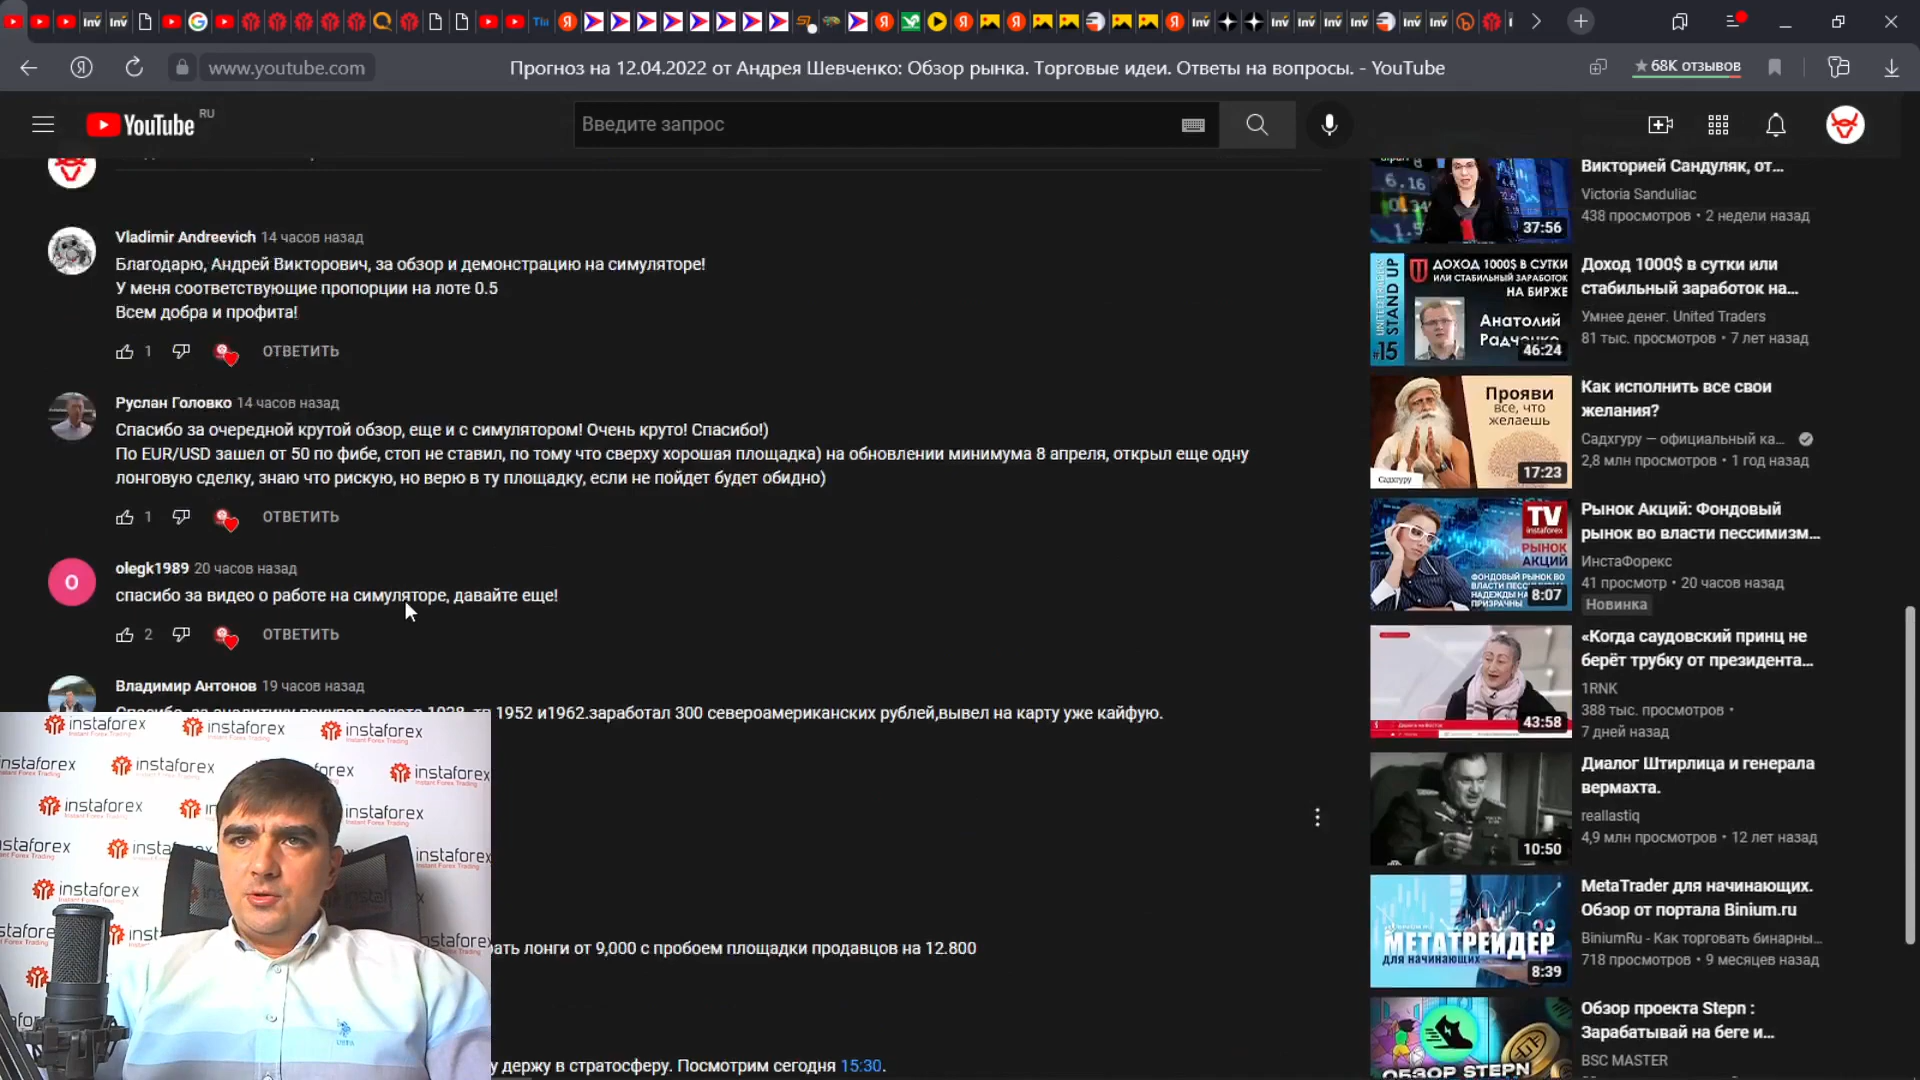 www.youtube.com
Прогноз на 12.04.2022 от Андрея Шевченко: Обзор рынка. Торговые идеи. Ответы на вопросы. - YouTube
★ 68K отзывов
YouTube RU
Введите запрос
Vladimir Andreevich 14 часов назад
Благодарю, Андрей Викторович, за обзор и демонстрацию на симуляторе!
У меня соответствующие пропорции на лоте 0.5
Всем добра и профита!
1 ОТВЕТИТЬ
Руслан Головко 14 часов назад
Спасибо за очередной крутой обзор, еще и с симулятором! Очень круто! Спасибо!)
По EUR/USD зашел от 50 по фибе, стоп не ставил, по тому что сверху хорошая площадка) на обновлении минимума 8 апреля, открыл еще одну
лонговую сделку, знаю что рискую, но верю в ту площадку, если не пойдет будет обидно)
1 ОТВЕТИТЬ
olegk1989 20 часов назад
спасибо за видео о работе на симуляторе, давайте еще!
2 ОТВЕТИТЬ
Владимир Антонов 19 часов назад
1952 и1962.заработал 300 североамериканских рублей,вывел на карту уже кайфую.
лонги от 9,000 с пробоем площадки продавцов на 12.800
у держу в стратосферу. Посмотрим сегодня 15:30.
instaforex
Instant Forex Trading
6.16
37:56
Викторией Сандуляк, от...
Victoria Sanduliac
438 просмотров • 2 недели назад
UNITED TRADERS
STAND UP
#15
ДОХОД 1000$ В СУТКИ
ИЛИ СТАБИЛЬНЫЙ ЗАРАБОТОК
НА БИРЖЕ
Анатолий
Радченко
46:24
Доход 1000$ в сутки или
стабильный заработок на...
Умнее денег. United Traders
81 тыс. просмотров • 7 лет назад
Прояви
все, что
желаешь
Садхгуру
17:23
Как исполнить все свои
желания?
Садхгуру — официальный ка...
2,8 млн просмотров • 1 год назад
TV
instaforex
РЫНОК
АКЦИЙ
ФОНДОВЫЙ РЫНОК ВО
ВЛАСТИ
НАДЕЖДЫ НА
ПРИЗРАЧНЫ
8:07
Рынок Акций: Фондовый
рынок во власти пессимизм...
ИнстаФорекс
41 просмотр • 20 часов назад
Новинка
43:58
«Когда саудовский принц не
берёт трубку от президента...
1RNK
388 тыс. просмотров •
7 дней назад
10:50
Диалог Штирлица и генерала
вермахта.
reallastiq
4,9 млн просмотров • 12 лет назад
МЕТАТРЕЙДЕР
для начинающих
8:39
MetaTrader для начинающих.
Обзор от портала Binium.ru
BiniumRu - Как торговать бинарны...
718 просмотров • 9 месяцев назад
ОБЗОР STEPN
Обзор проекта Stepn :
Зарабатывай на беге и...
BSC MASTER